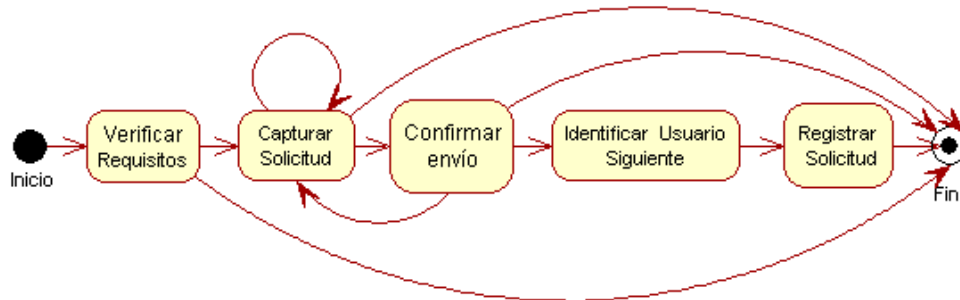 Inicio
Verificar
Requisitos
Capturar
Solicitud
Confirmar
envío
Identificar Usuario
Siguiente
Registrar
Solicitud
Fin